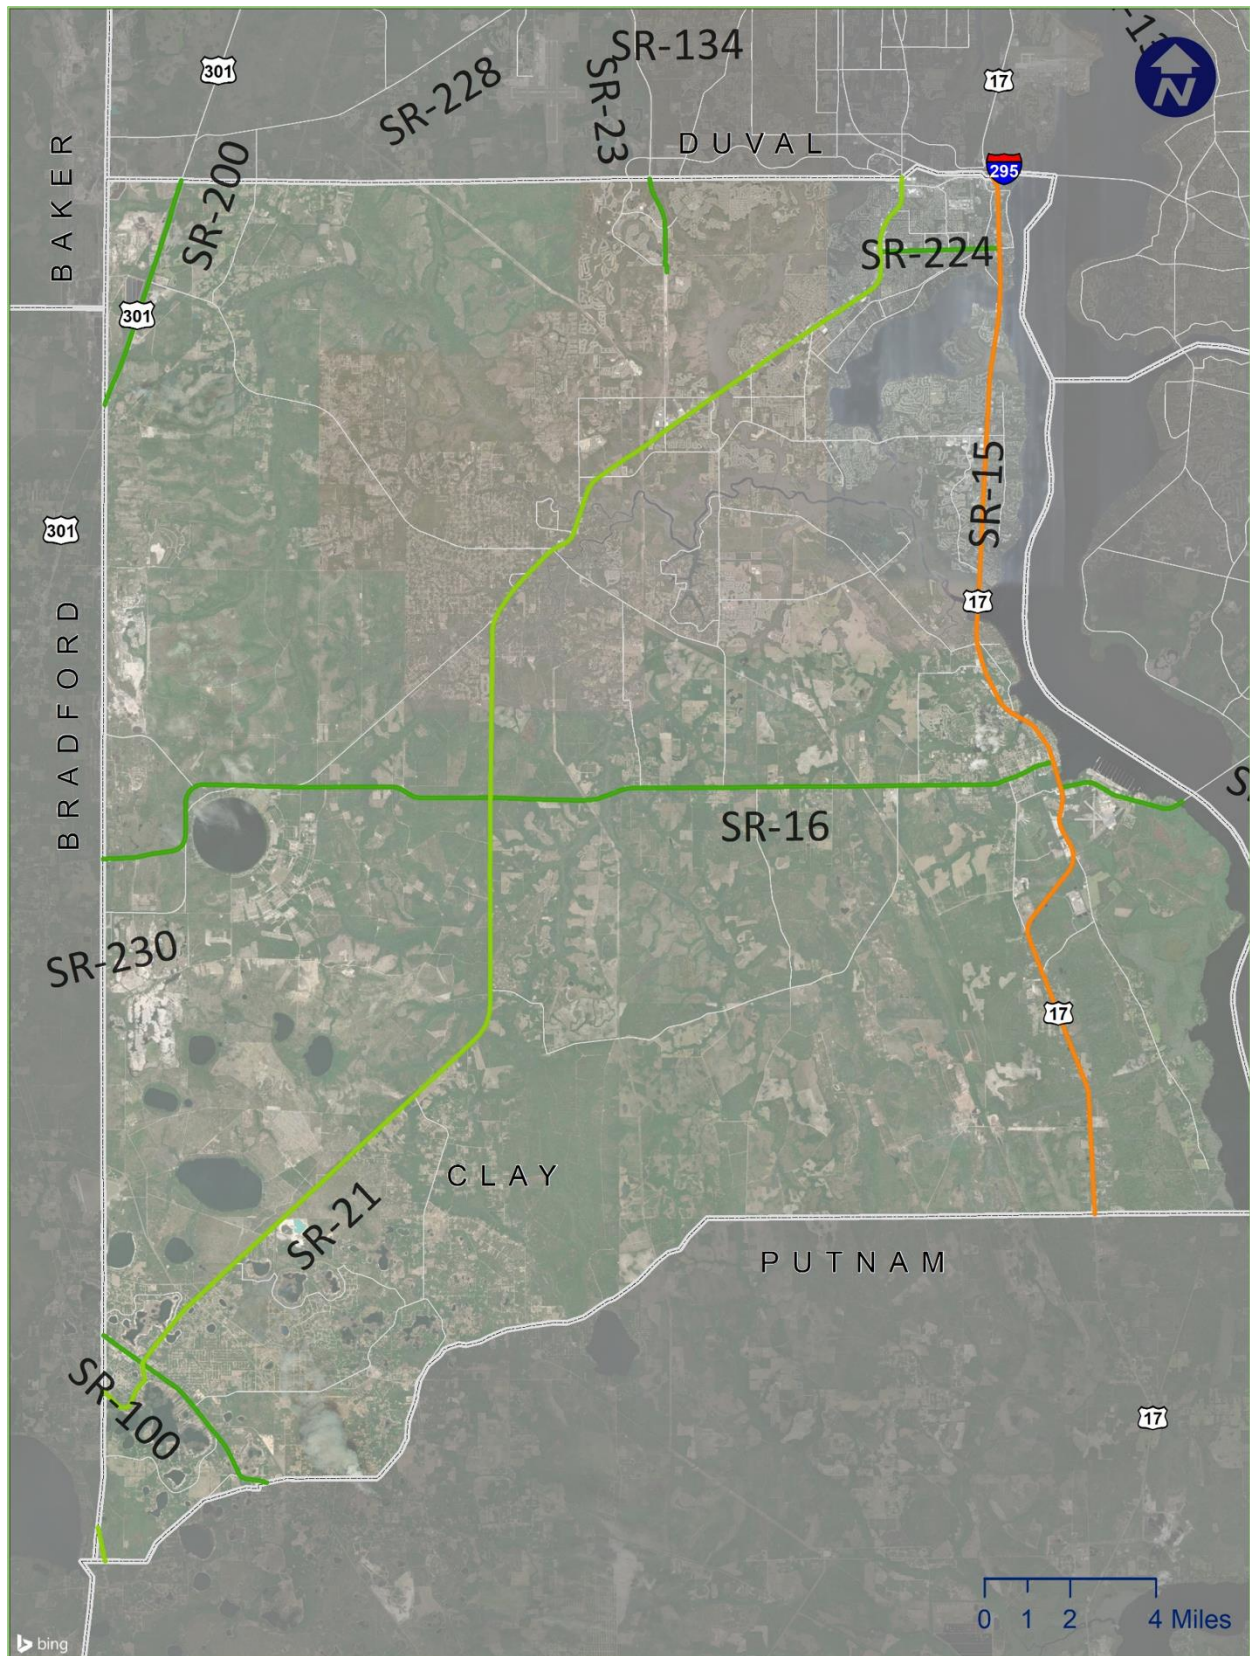 SR-134
SR-13
301
SR-228
SR-23
17
N
DUVAL
BAKER
295
SR-200
SR-224
301
SR-15
301
17
BRADFORD
SR-16
SR-230
17
CLAY
SR-21
PUTNAM
SR-100
17
0 1 2 4 Miles
bing